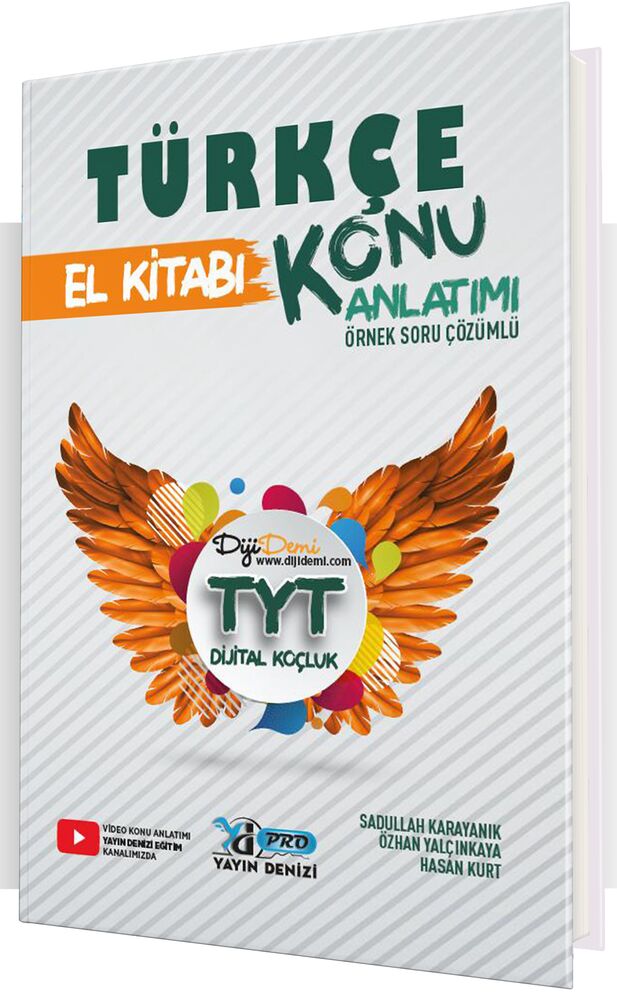 TÜRKÇE
EL KİTABI
KONU
ANLATIMI
ÖRNEK SORU ÇÖZÜMLÜ
DijiDemi
www.dijidemi.com
TYT
DİJİTAL KOÇLUK
VİDEO KONU ANLATIMI
YAYIN DENİZİ EĞİTİM
KANALIMIZDA
yd PRO
YAYIN DENİZİ
SADULLAH KARAYANIK
ÖZHAN YALÇINKAYA
HASAN KURT